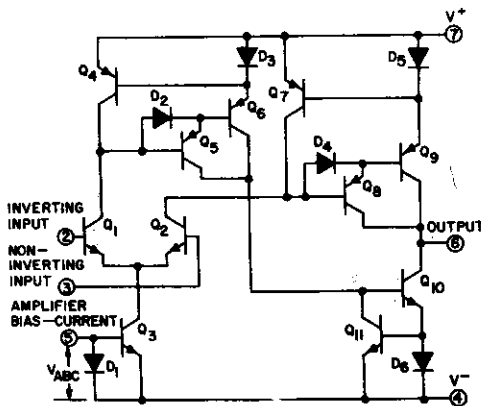 V+
7
Q4
D3
Q7
D5
D2
Q6
Q5
D4
Q9
Q8
INVERTING
INPUT
2
Q1
Q2
OUTPUT
6
NON-
INVERTING
INPUT
3
Q10
AMPLIFIER
BIAS-CURRENT
5
Q3
Q11
VABC
D1
D6
V-
4